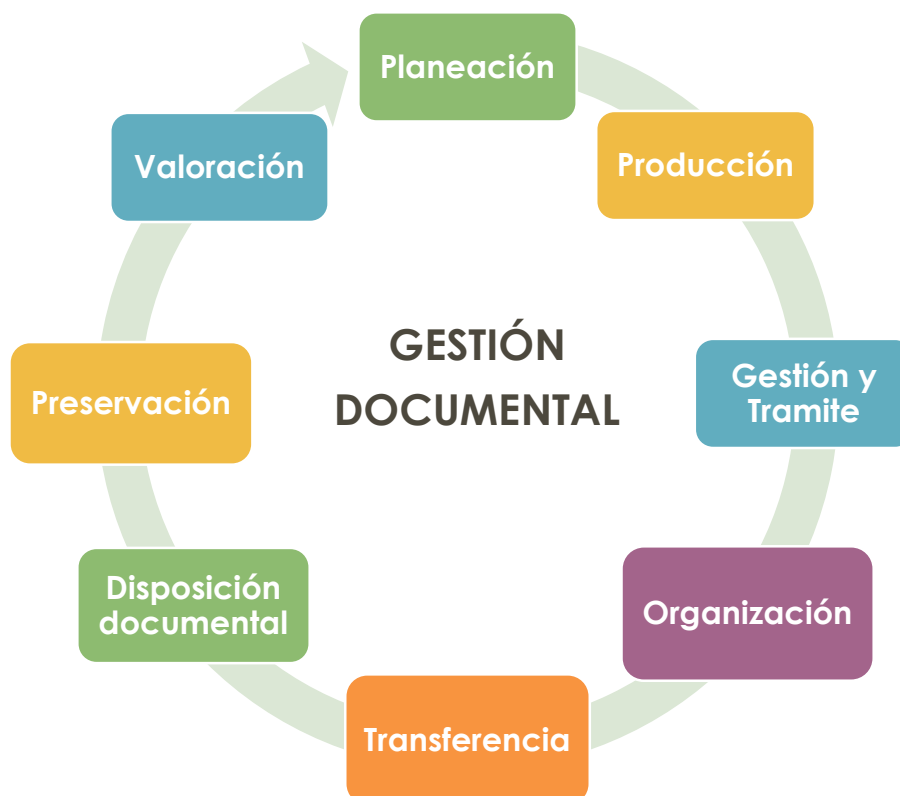 Planeación
Producción
Gestión y
Tramite
Organización
Transferencia
Disposición
documental
Preservación
Valoración
GESTIÓN
DOCUMENTAL